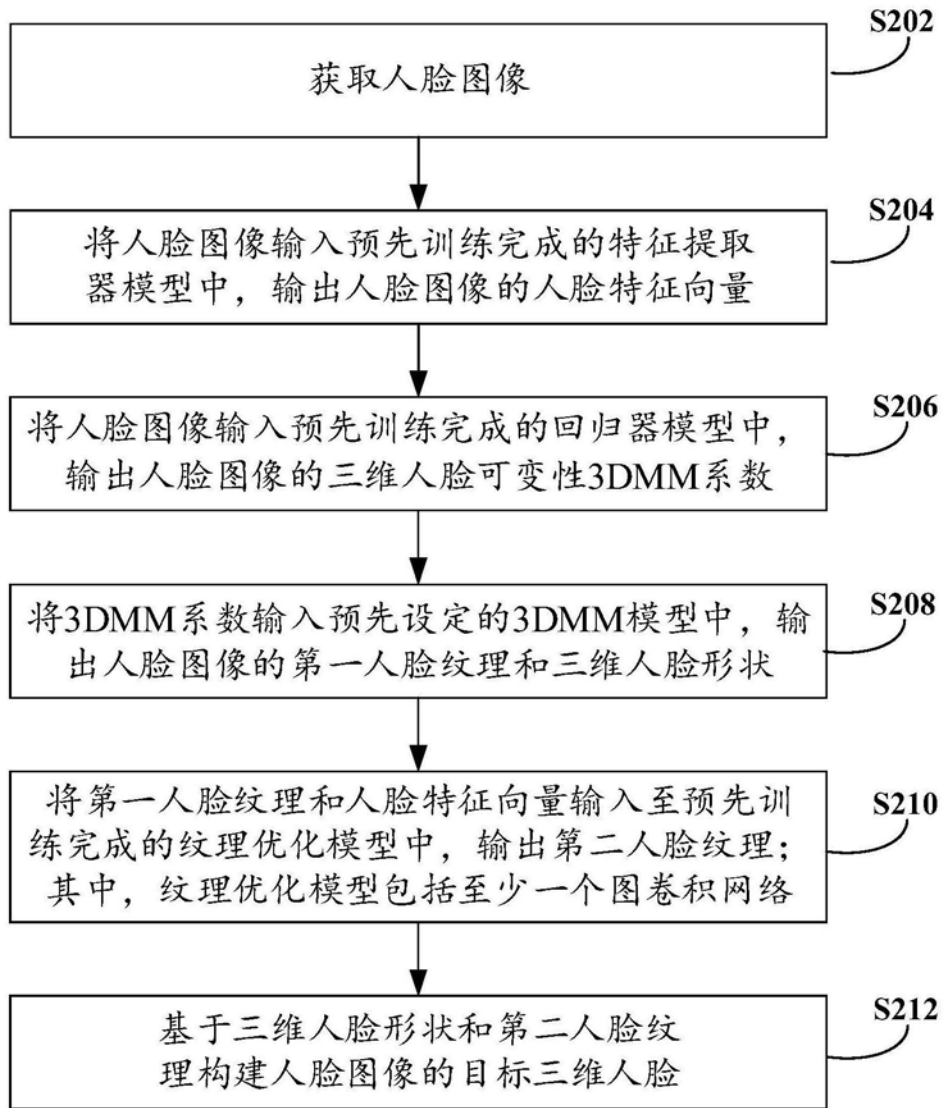 S202
获取人脸图像
S204
将人脸图像输入预先训练完成的特征提取
器模型中，输出人脸图像的人脸特征向量
S206
将人脸图像输入预先训练完成的回归器模型中，
输出人脸图像的三维人脸可变性3DMM系数
S208
将3DMM系数输入预先设定的3DMM模型中，输
出人脸图像的第一人脸纹理和三维人脸形状
S210
将第一人脸纹理和人脸特征向量输入至预先训
练完成的纹理优化模型中，输出第二人脸纹理；
其中，纹理优化模型包括至少一个图卷积网络
S212
基于三维人脸形状和第二人脸纹
理构建人脸图像的目标三维人脸